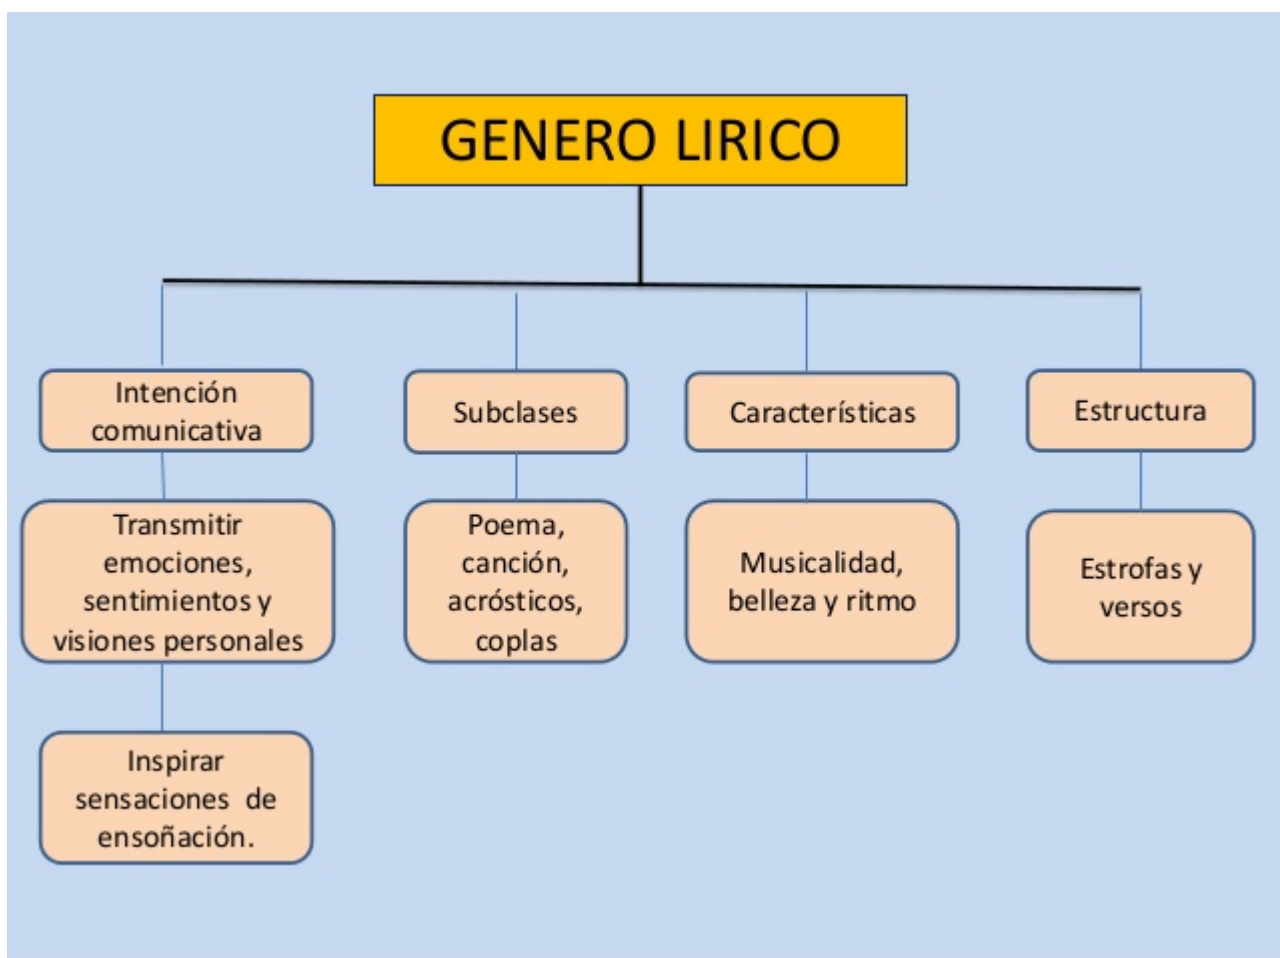 GENERO LIRICO
Intención
comunicativa
Subclases
Característísticas
Estructura
Transmitir
emociones,
sentimientos y
visiones personales
Poema,
canción,
acrósticos,
coplas
Musicalidad,
belleza y ritmo
Estrofas y
versos
Inspirar
sensaciones  de
ensoñación.